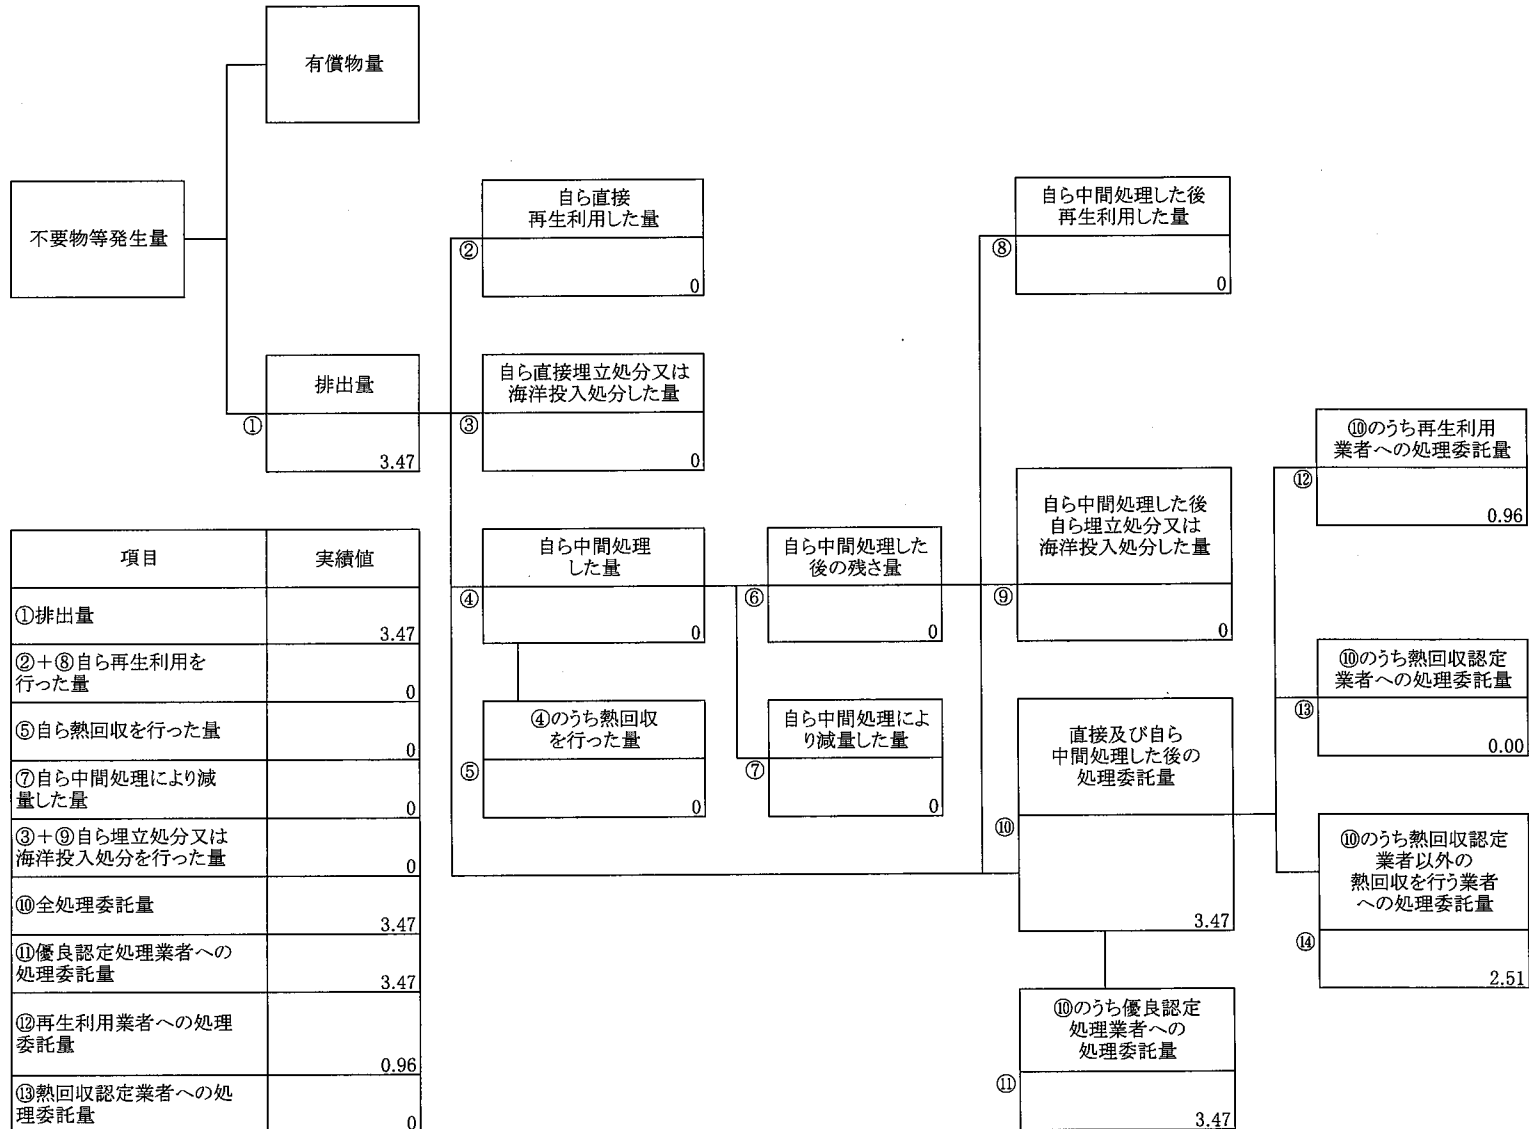 有償物量
不要物等発生量
排出量
①
3.47
自ら直接
再生利用した量
②
0
自ら直接埋立処分又は
海洋投入処分した量
③
0
自ら中間処理
した量
④
0
④のうち熱回収
を行った量
⑤
0
自ら中間処理した
後の残さ量
⑥
0
自ら中間処理によ
り減量した量
⑦
0
自ら中間処理した後
再生利用した量
⑧
0
自ら中間処理した後
自ら埋立処分又は
海洋投入処分した量
⑨
0
直接及び自ら
中間処理した後の
処理委託量
⑩
3.47
⑩のうち優良認定
処理業者への
処理委託量
⑪
3.47
⑩のうち再生利用
業者への処理委託量
⑫
0.96
⑩のうち熱回収認定
業者への処理委託量
⑬
0.00
⑩のうち熱回収認定
業者以外の
熱回収を行う業者
への処理委託量
⑭
2.51
項目 実績値
①排出量
3.47
②+⑧自ら再生利用を
行った量
0
⑤自ら熱回収を行った量
0
⑦自ら中間処理により減
量した量
0
③+⑨自ら埋立処分又は
海洋投入処分を行った量
0
⑩全処理委託量
3.47
⑪優良認定処理業者への
処理委託量
3.47
⑫再生利用業者への処理
委託量
0.96
⑬熱回収認定業者への処
理委託量
0